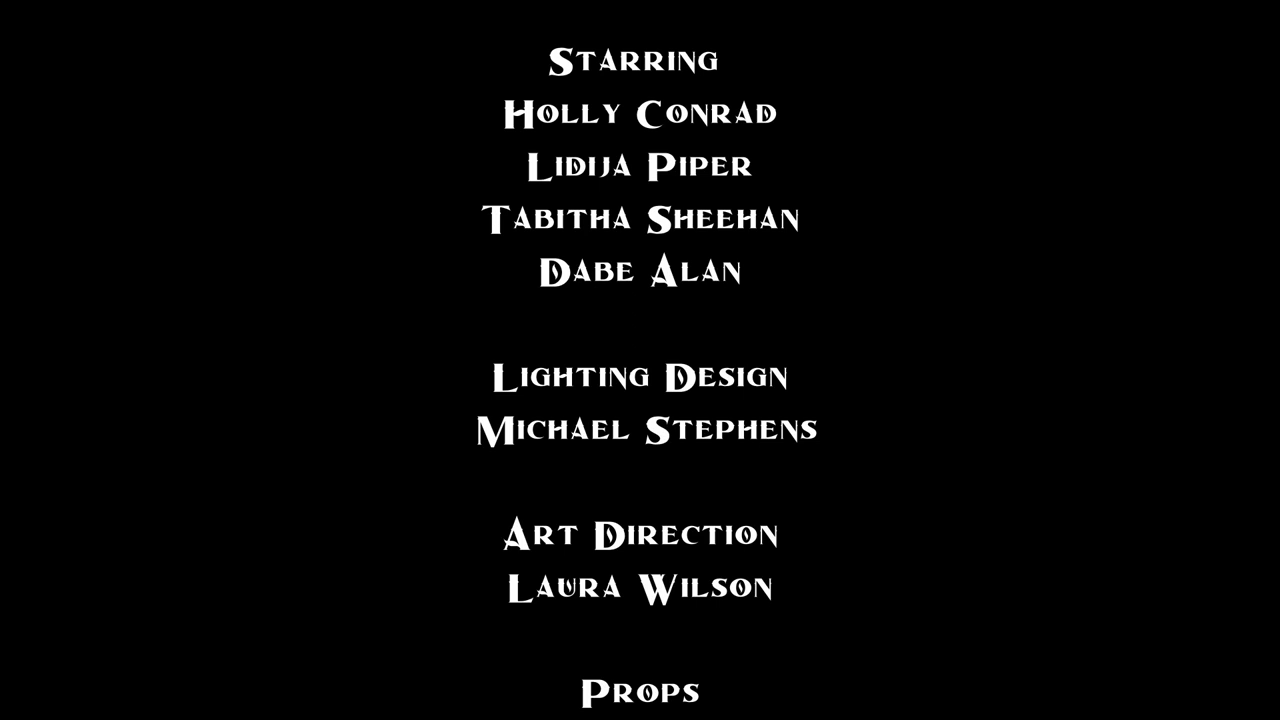 Starring
Holly Conrad
Lidija Piper
Tabitha Sheehan
Dabe Alan
Lighting Design
Michael Stephens
Art Direction
Laura Wilson
Props